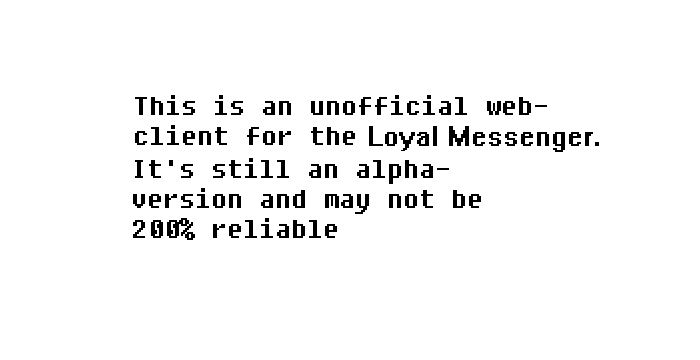 This is an unofficial web-
client for the Loyal Messenger.
It's still an alpha-
version and may not be
200% reliable